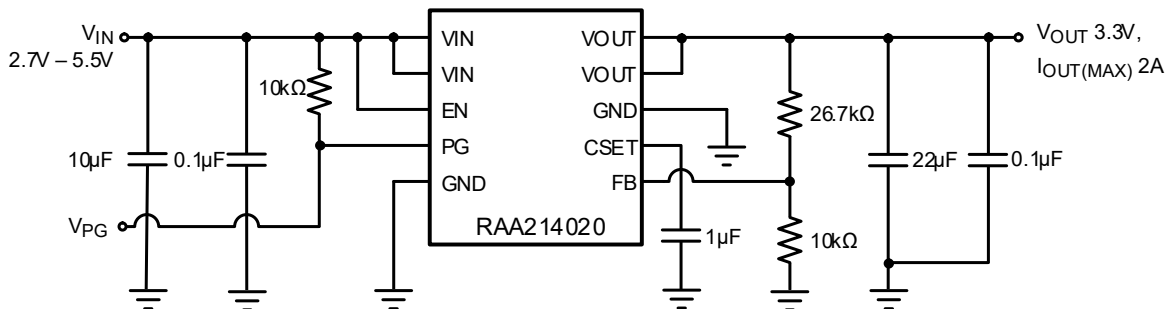 VIN
2.7V – 5.5V
10µF
0.1µF
10kΩ
VPG
VIN
VIN
EN
PG
GND
VOUT
VOUT
GND
CSET
FB
RAA214020
1µF
26.7kΩ
10kΩ
22µF
0.1µF
VOUT 3.3V,
IOUT(MAX) 2A